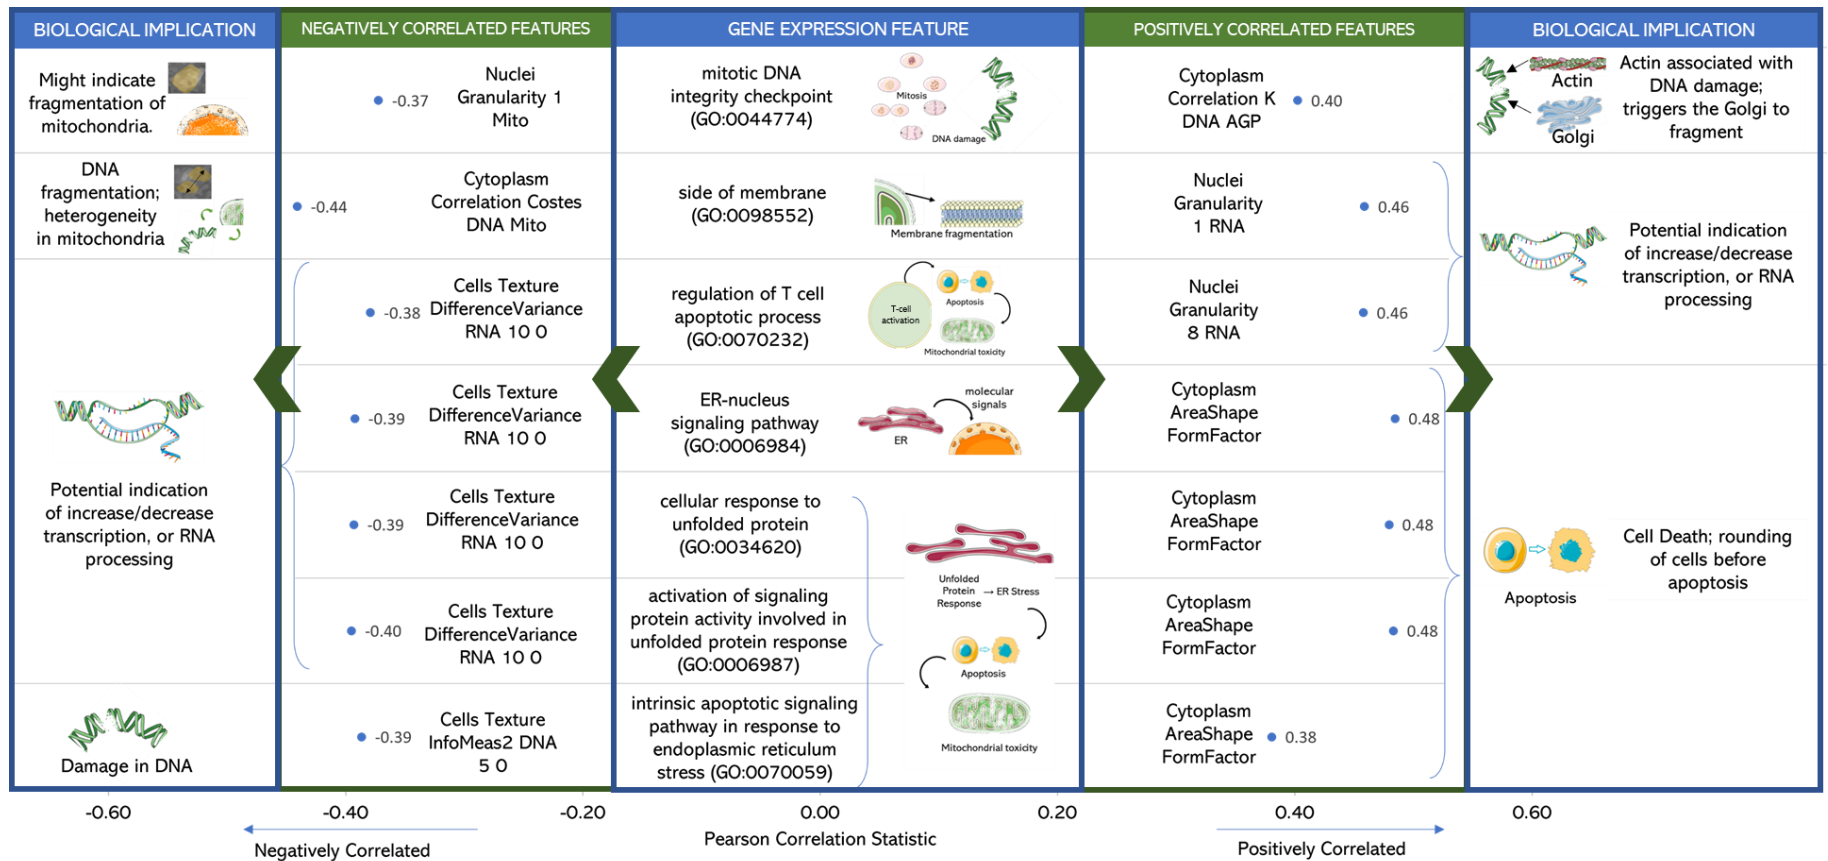 BIOLOGICAL IMPLICATION
NEGATIVELY CORRELATED FEATURES
GENE EXPRESSION FEATURE
POSITIVELY CORRELATED FEATURES
BIOLOGICAL IMPLICATION
Might indicate
fragmentation of
mitochondria.
-0.37
Nuclei
Granularity 1
Mito
mitotic DNA
integrity checkpoint
(GO:0044774)
Mitosis
DNA damage
Cytoplasm
Correlation K
DNA AGP
0.40
Actin
Golgi
Actin associated with
DNA damage;
triggers the Golgi to
fragment
DNA
fragmentation;
heterogeneity
in mitochondria
-0.44
Cytoplasm
Correlation Costes
DNA Mito
side of membrane
(GO:0098552)
Membrane fragmentation
Nuclei
Granularity
1 RNA
0.46
Potential indication
of increase/decrease
transcription, or RNA
processing
-0.38
Cells Texture
DifferenceVariance
RNA 10 0
regulation of T cell
apoptotic process
(GO:0070232)
T-cell
activation
Apoptosis
Mitochondrial toxicity
Nuclei
Granularity
8 RNA
0.46
-0.39
Cells Texture
DifferenceVariance
RNA 10 0
ER-nucleus
signaling pathway
(GO:0006984)
ER
molecular
signals
Cytoplasm
AreaShape
FormFactor
0.48
Potential indication
of increase/decrease
transcription, or RNA
processing
-0.39
Cells Texture
DifferenceVariance
RNA 10 0
cellular response to
unfolded protein
(GO:0034620)
Cytoplasm
AreaShape
FormFactor
0.48
Apoptosis
Cell Death; rounding
of cells before
apoptosis
-0.40
Cells Texture
DifferenceVariance
RNA 10 0
activation of signaling
protein activity involved in
unfolded protein response
(GO:0006987)
Unfolded
Protein
Response
→ ER Stress
Apoptosis
Cytoplasm
AreaShape
FormFactor
0.48
Damage in DNA
-0.39
Cells Texture
InfoMeas2 DNA
5 0
intrinsic apoptotic signaling
pathway in response to
endoplasmic reticulum
stress (GO:0070059)
Mitochondrial toxicity
Cytoplasm
AreaShape
FormFactor
0.38
-0.60 -0.40 -0.20 0.00 0.20 0.40 0.60
Negatively Correlated
Pearson Correlation Statistic
Positively Correlated